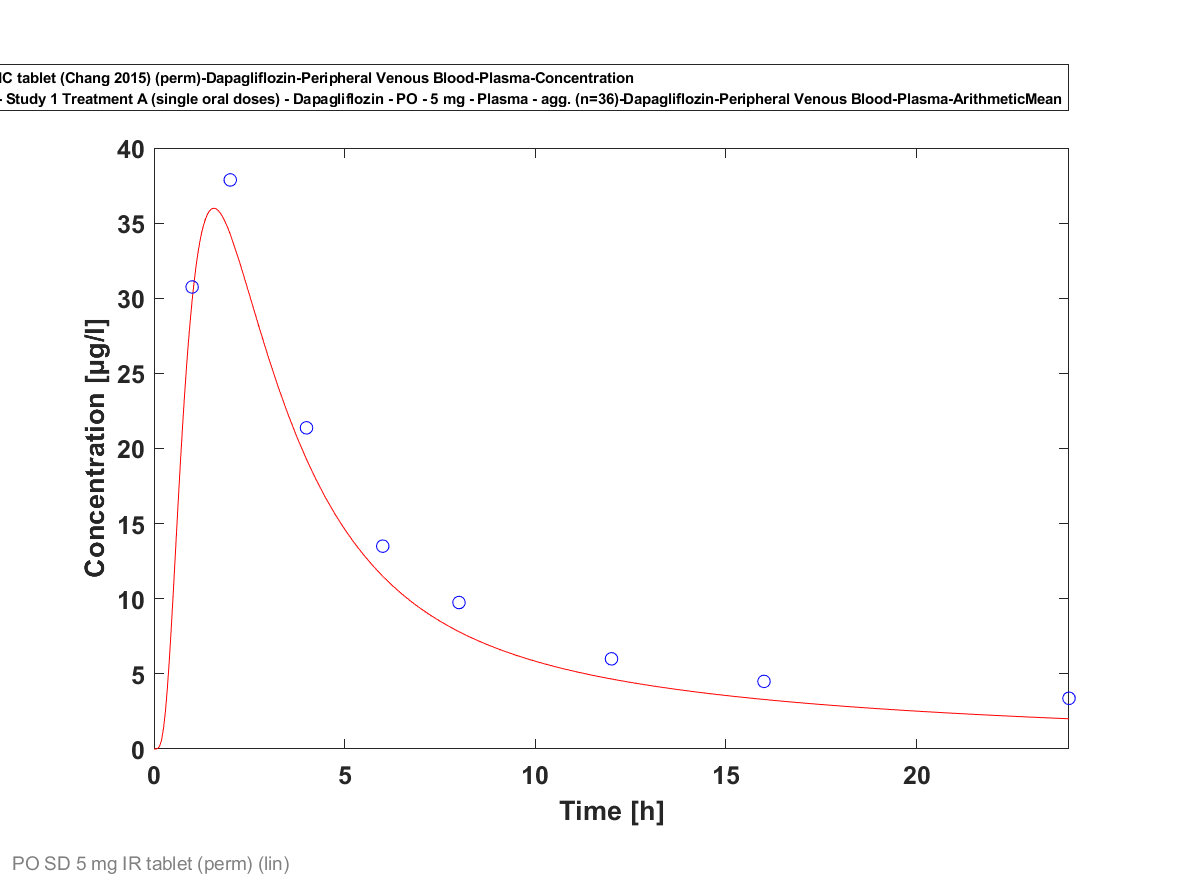 IC tablet (Chang 2015) (perm)-Dapagliflozin-Peripheral Venous Blood-Plasma-Concentration
- Study 1 Treatment A (single oral doses) - Dapagliflozin - PO - 5 mg - Plasma - agg. (n=36)-Dapagliflozin-Peripheral Venous Blood-Plasma-ArithmeticMean
40
35
30
25
20
15
10
5
0
Concentration [µg/l]
0 5 10 15 20
Time [h]
PO SD 5 mg IR tablet (perm) (lin)